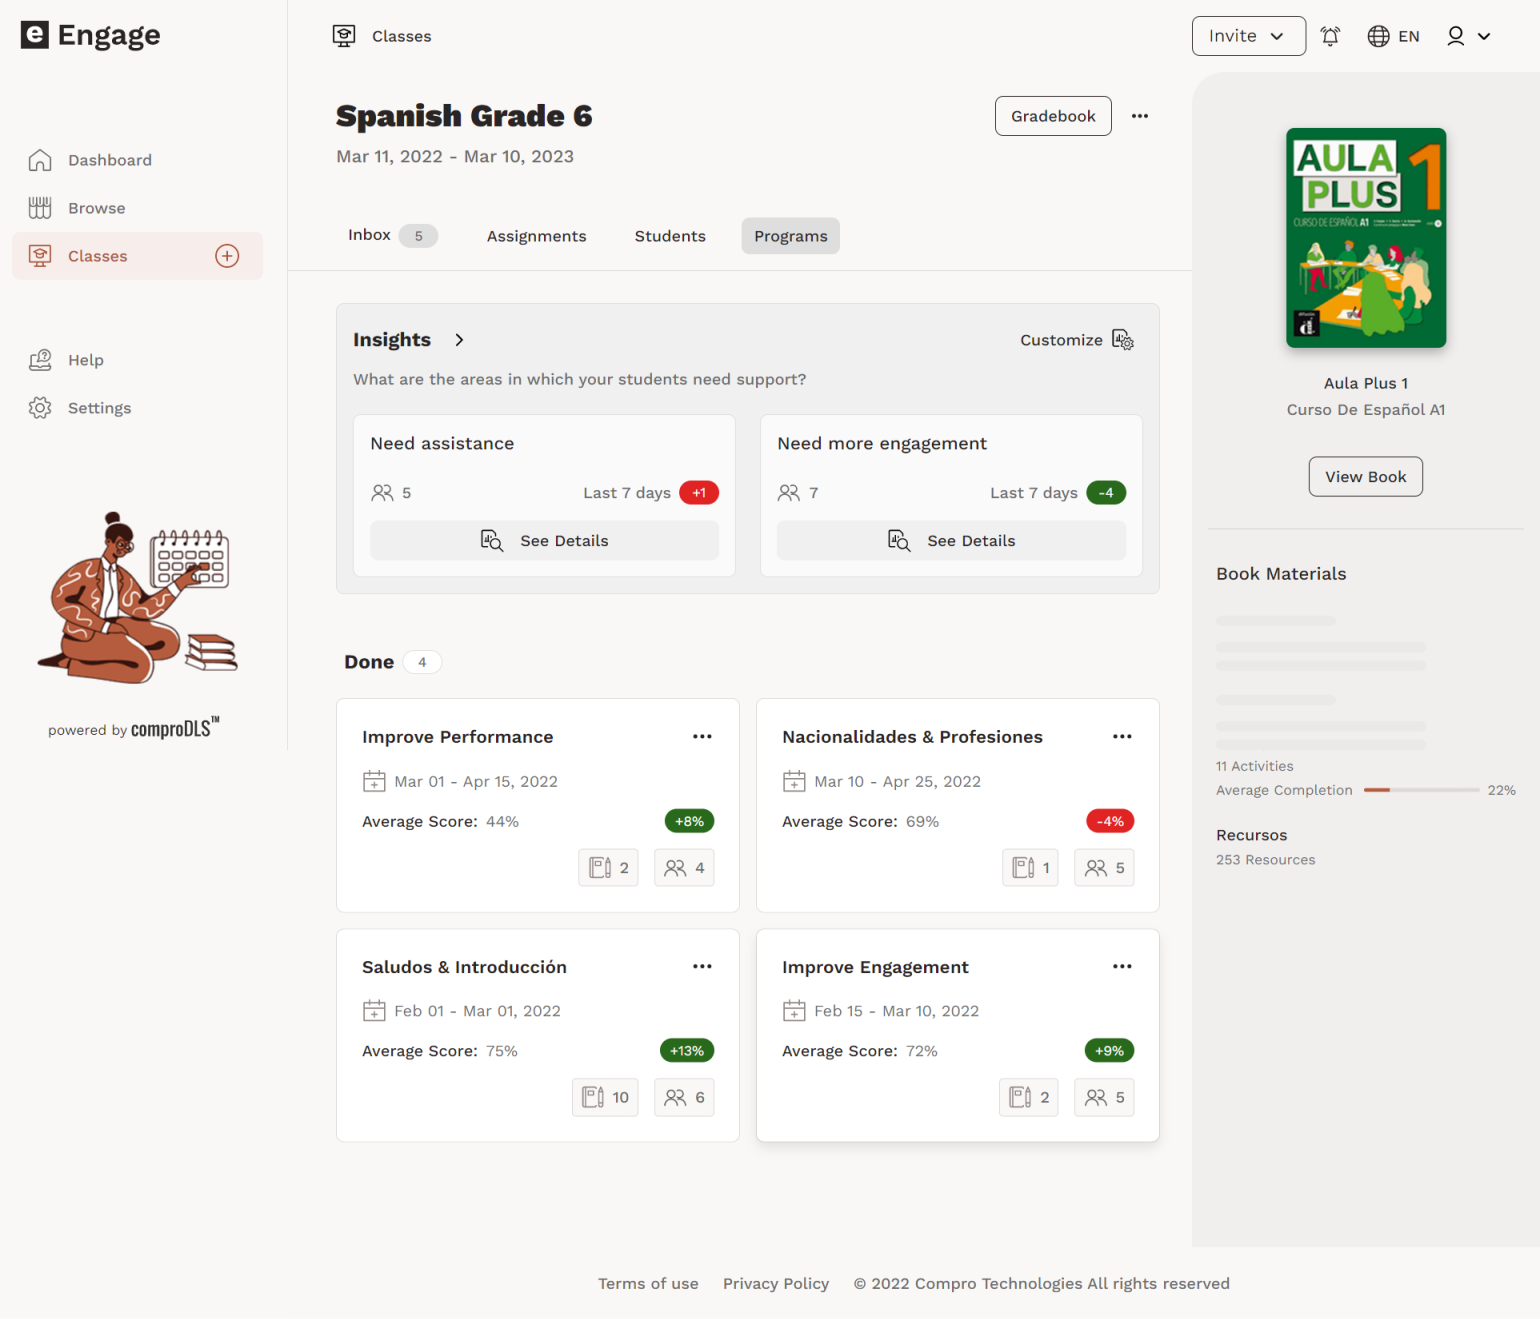 e Engage
Classes
Invite
EN
Dashboard
Browse
Classes
Help
Settings
powered by comproDLS™
Spanish Grade 6
Gradebook
Mar 11, 2022 - Mar 10, 2023
Inbox 5
Assignments
Students
Programs
Insights
Customize
What are the areas in which your students need support?
Need assistance
5
Last 7 days +1
See Details
Need more engagement
7
Last 7 days -4
See Details
Done 4
Improve Performance
Mar 01 - Apr 15, 2022
Average Score: 44% +8%
2
4
Nacionalidades & Profesiones
Mar 10 - Apr 25, 2022
Average Score: 69% -4%
1
5
Saludos & Introducción
Feb 01 - Mar 01, 2022
Average Score: 75% +13%
10
6
Improve Engagement
Feb 15 - Mar 10, 2022
Average Score: 72% +9%
2
5
AULA
PLUS
1
CURSO DE ESPAÑOL A1
Aula Plus 1
Curso De Español A1
View Book
Book Materials
11 Activities
Average Completion 22%
Recursos
253 Resources
Terms of use
Privacy Policy
© 2022 Compro Technologies All rights reserved